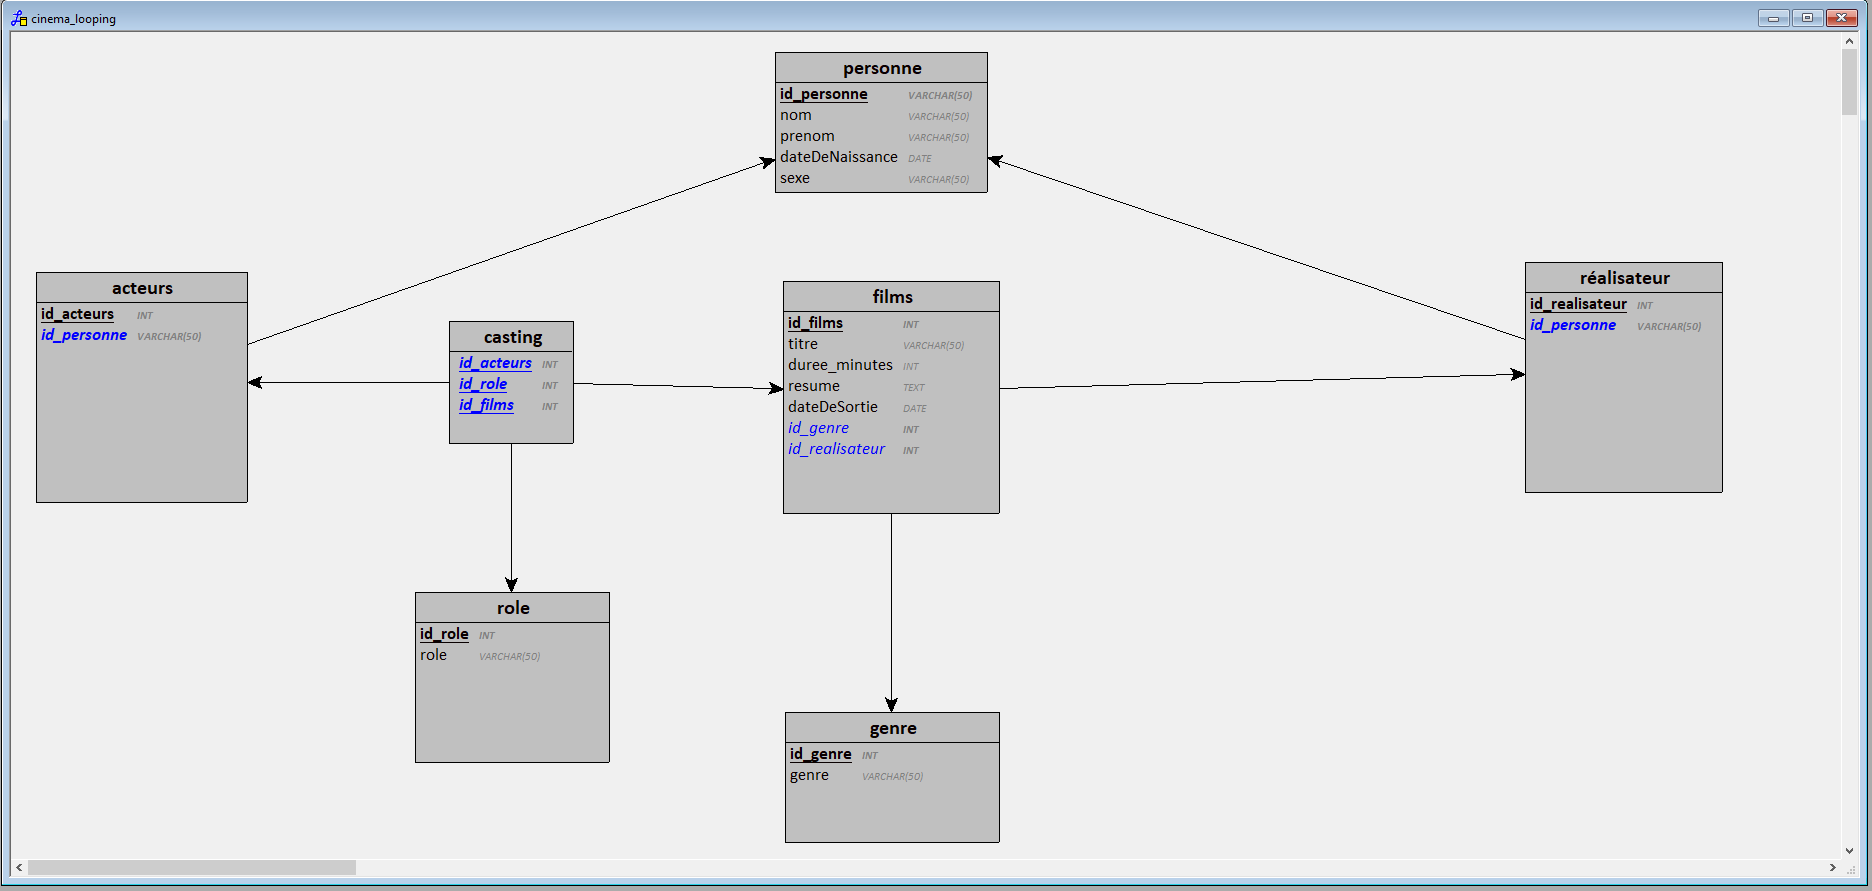 cinema_looping
personne
id_personne VARCHAR(50)
nom VARCHAR(50)
prenom VARCHAR(50)
dateDeNaissance DATE
sexe VARCHAR(50)
acteurs
id_acteurs INT
id_personne VARCHAR(50)
casting
id_acteurs INT
id_role INT
id_films INT
films
id_films INT
titre VARCHAR(50)
duree_minutes INT
resume TEXT
dateDeSortie DATE
id_genre INT
id_realisateur INT
réalisateur
id_realisateur INT
id_personne VARCHAR(50)
role
id_role INT
role VARCHAR(50)
genre
id_genre INT
genre VARCHAR(50)